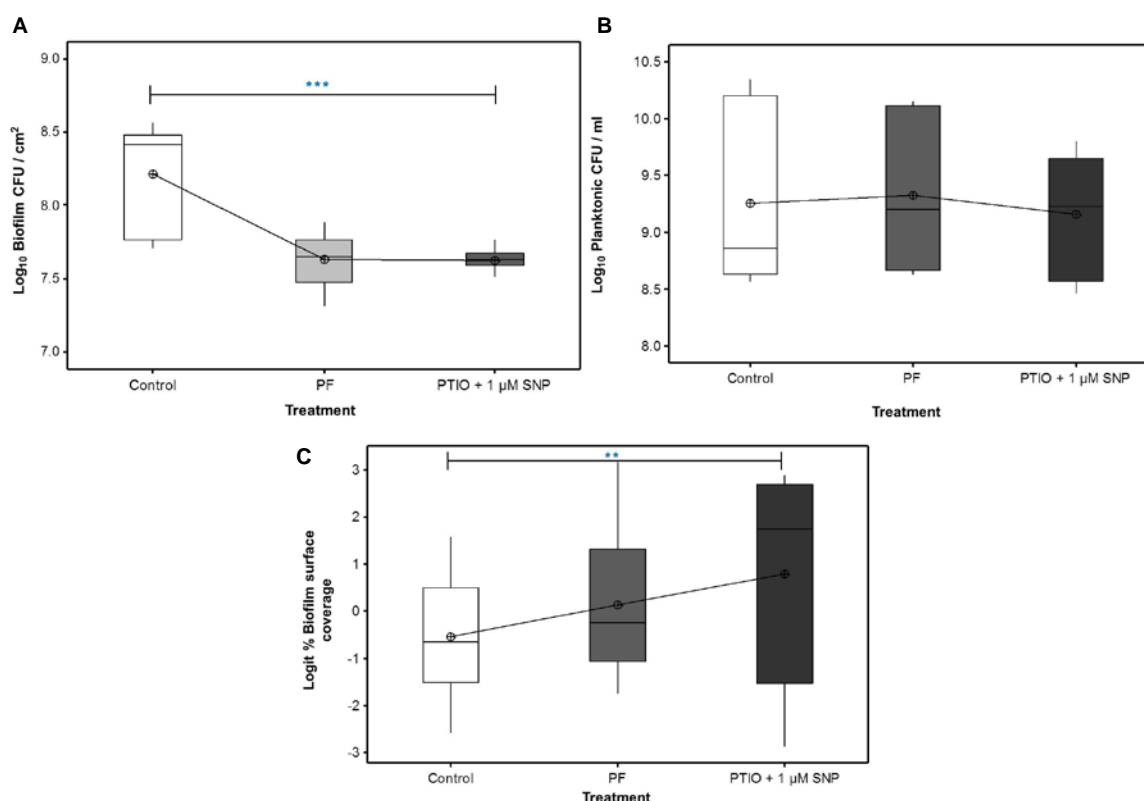 A
9.0
8.5
8.0
7.5
7.0
Log₁₀ Biofilm CFU / cm²
***
Control
PF
PTIO + 1 µM SNP
Treatment
B
10.5
10.0
9.5
9.0
8.5
8.0
Log₁₀ Planktonic CFU / ml
Control
PF
PTIO + 1 µM SNP
Treatment
C
3
2
1
0
-1
-2
-3
Logit % Biofilm surface
coverage
**
Control
PF
PTIO + 1 µM SNP
Treatment